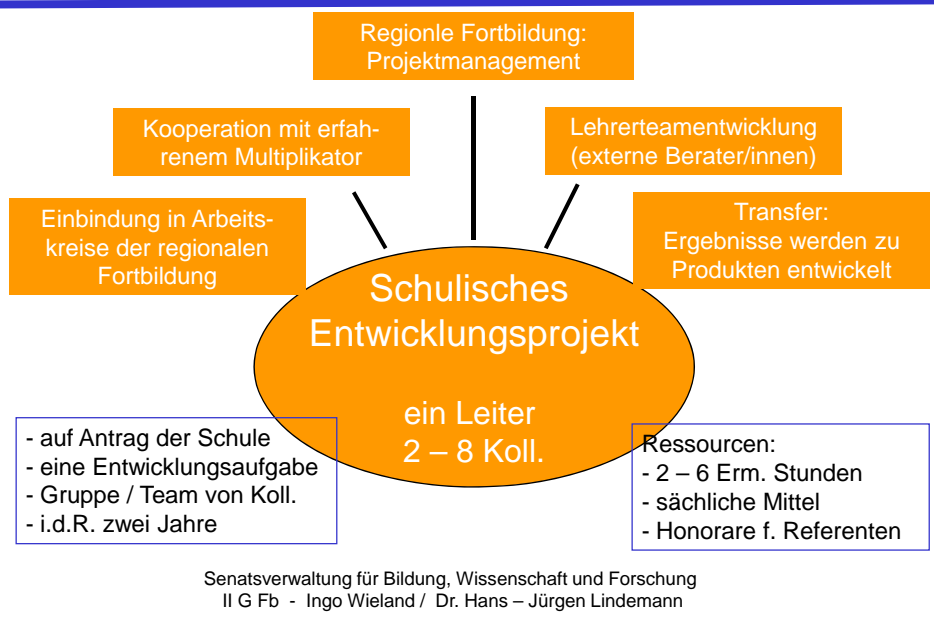 Regionle Fortbildung:
Projektmanagement
Kooperation mit erfah-
renem Multiplikator
Lehrerteamentwicklung
(externe Berater/innen)
Einbindung in Arbeits-
kreise der regionalen
Fortbildung
Transfer:
Ergebnisse werden zu
Produkten entwickelt
Schulisches
Entwicklungsprojekt
ein Leiter
2 – 8 Koll.
- auf Antrag der Schule
- eine Entwicklungsaufgabe
- Gruppe / Team von Koll.
- i.d.R. zwei Jahre
Ressourcen:
- 2 – 6 Erm. Stunden
- sächliche Mittel
- Honorare f. Referenten
Senatsverwaltung für Bildung, Wissenschaft und Forschung
II G Fb - Ingo Wieland / Dr. Hans – Jürgen Lindemann